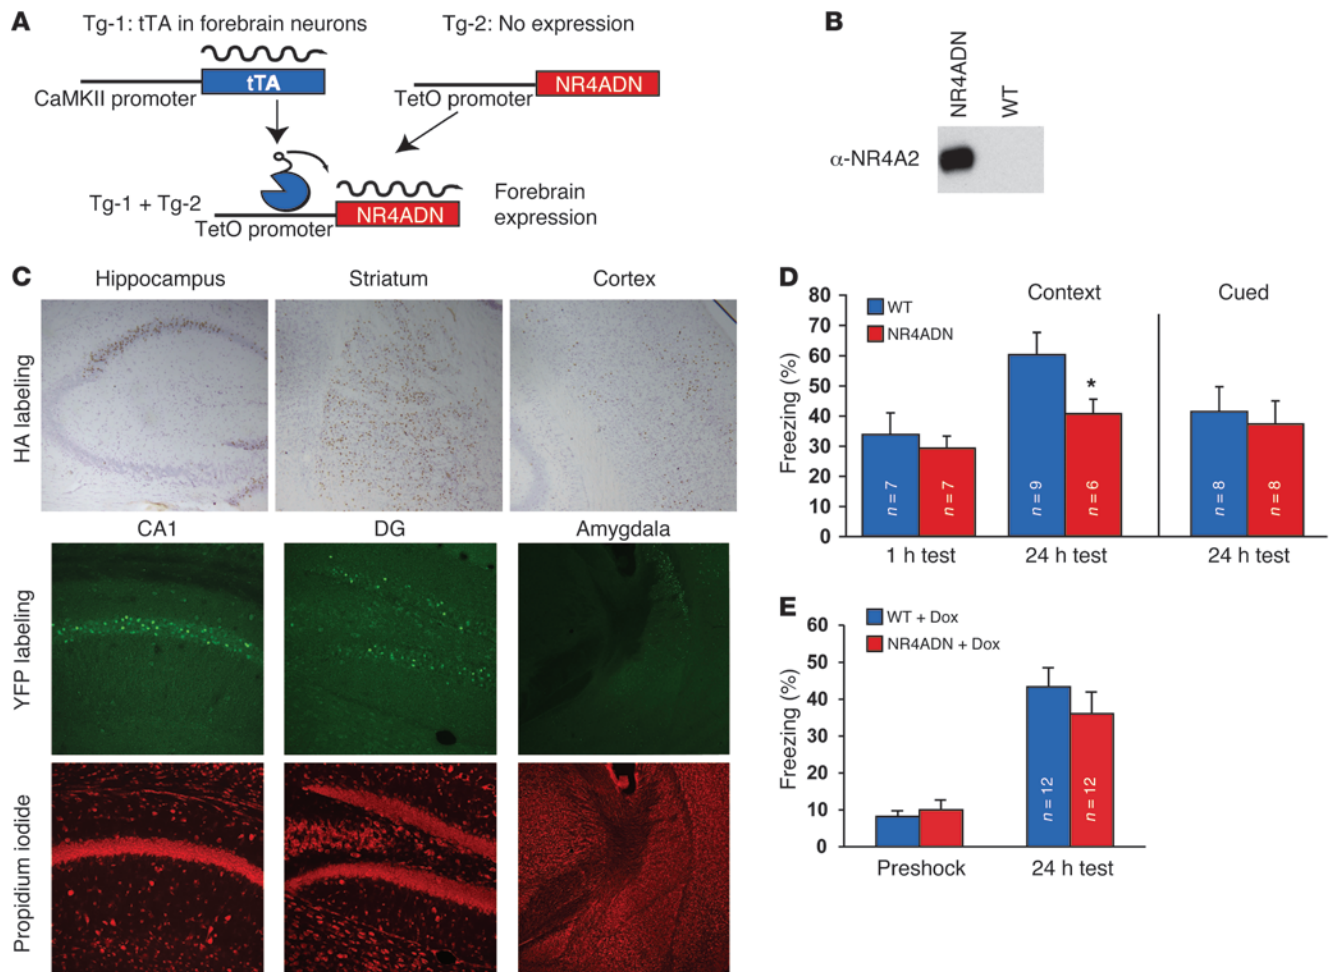 A
Tg-1: tTA in forebrain neurons
Tg-2: No expression
tTA
CaMKII promoter
NR4ADN
TetO promoter
Tg-1 + Tg-2
NR4ADN
TetO promoter
Forebrain
expression
B
NR4ADN
WT
α-NR4A2
C
Hippocampus
Striatum
Cortex
HA labeling
CA1
DG
Amygdala
YFP labeling
Propidium iodide
D
Context
Cued
WT
NR4ADN
Freezing (%)
80
70
60
50
40
30
20
10
0
*
n = 7
n = 7
n = 9
n = 6
n = 8
n = 8
1 h test
24 h test
24 h test
E
WT + Dox
NR4ADN + Dox
Freezing (%)
60
50
40
30
20
10
0
n = 12
n = 12
Preshock
24 h test